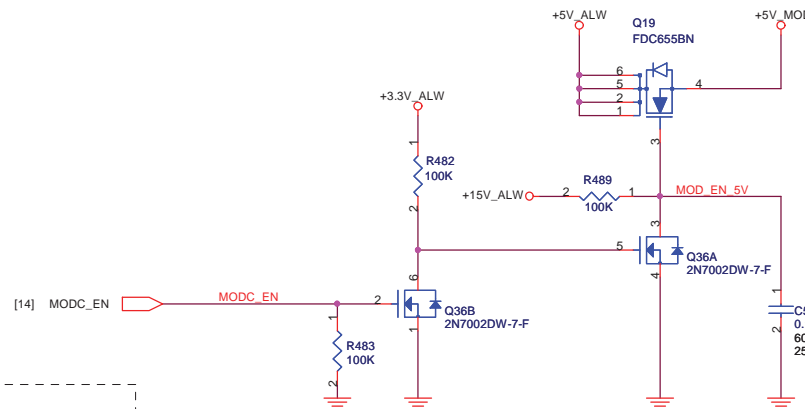 +5V_ALW
Q19
FDC655BN
+5V_MOD
6
5
2
1
4
3
+3.3V_ALW
1
R482
100K
2
+15V_ALW
2
R489
1
100K
MOD_EN_5V
3
5
Q36A
2N7002DW-7-F
4
6
[14] MODC_EN
MODC_EN
2
Q36B
2N7002DW-7-F
1
1
R483
100K
2
1
2